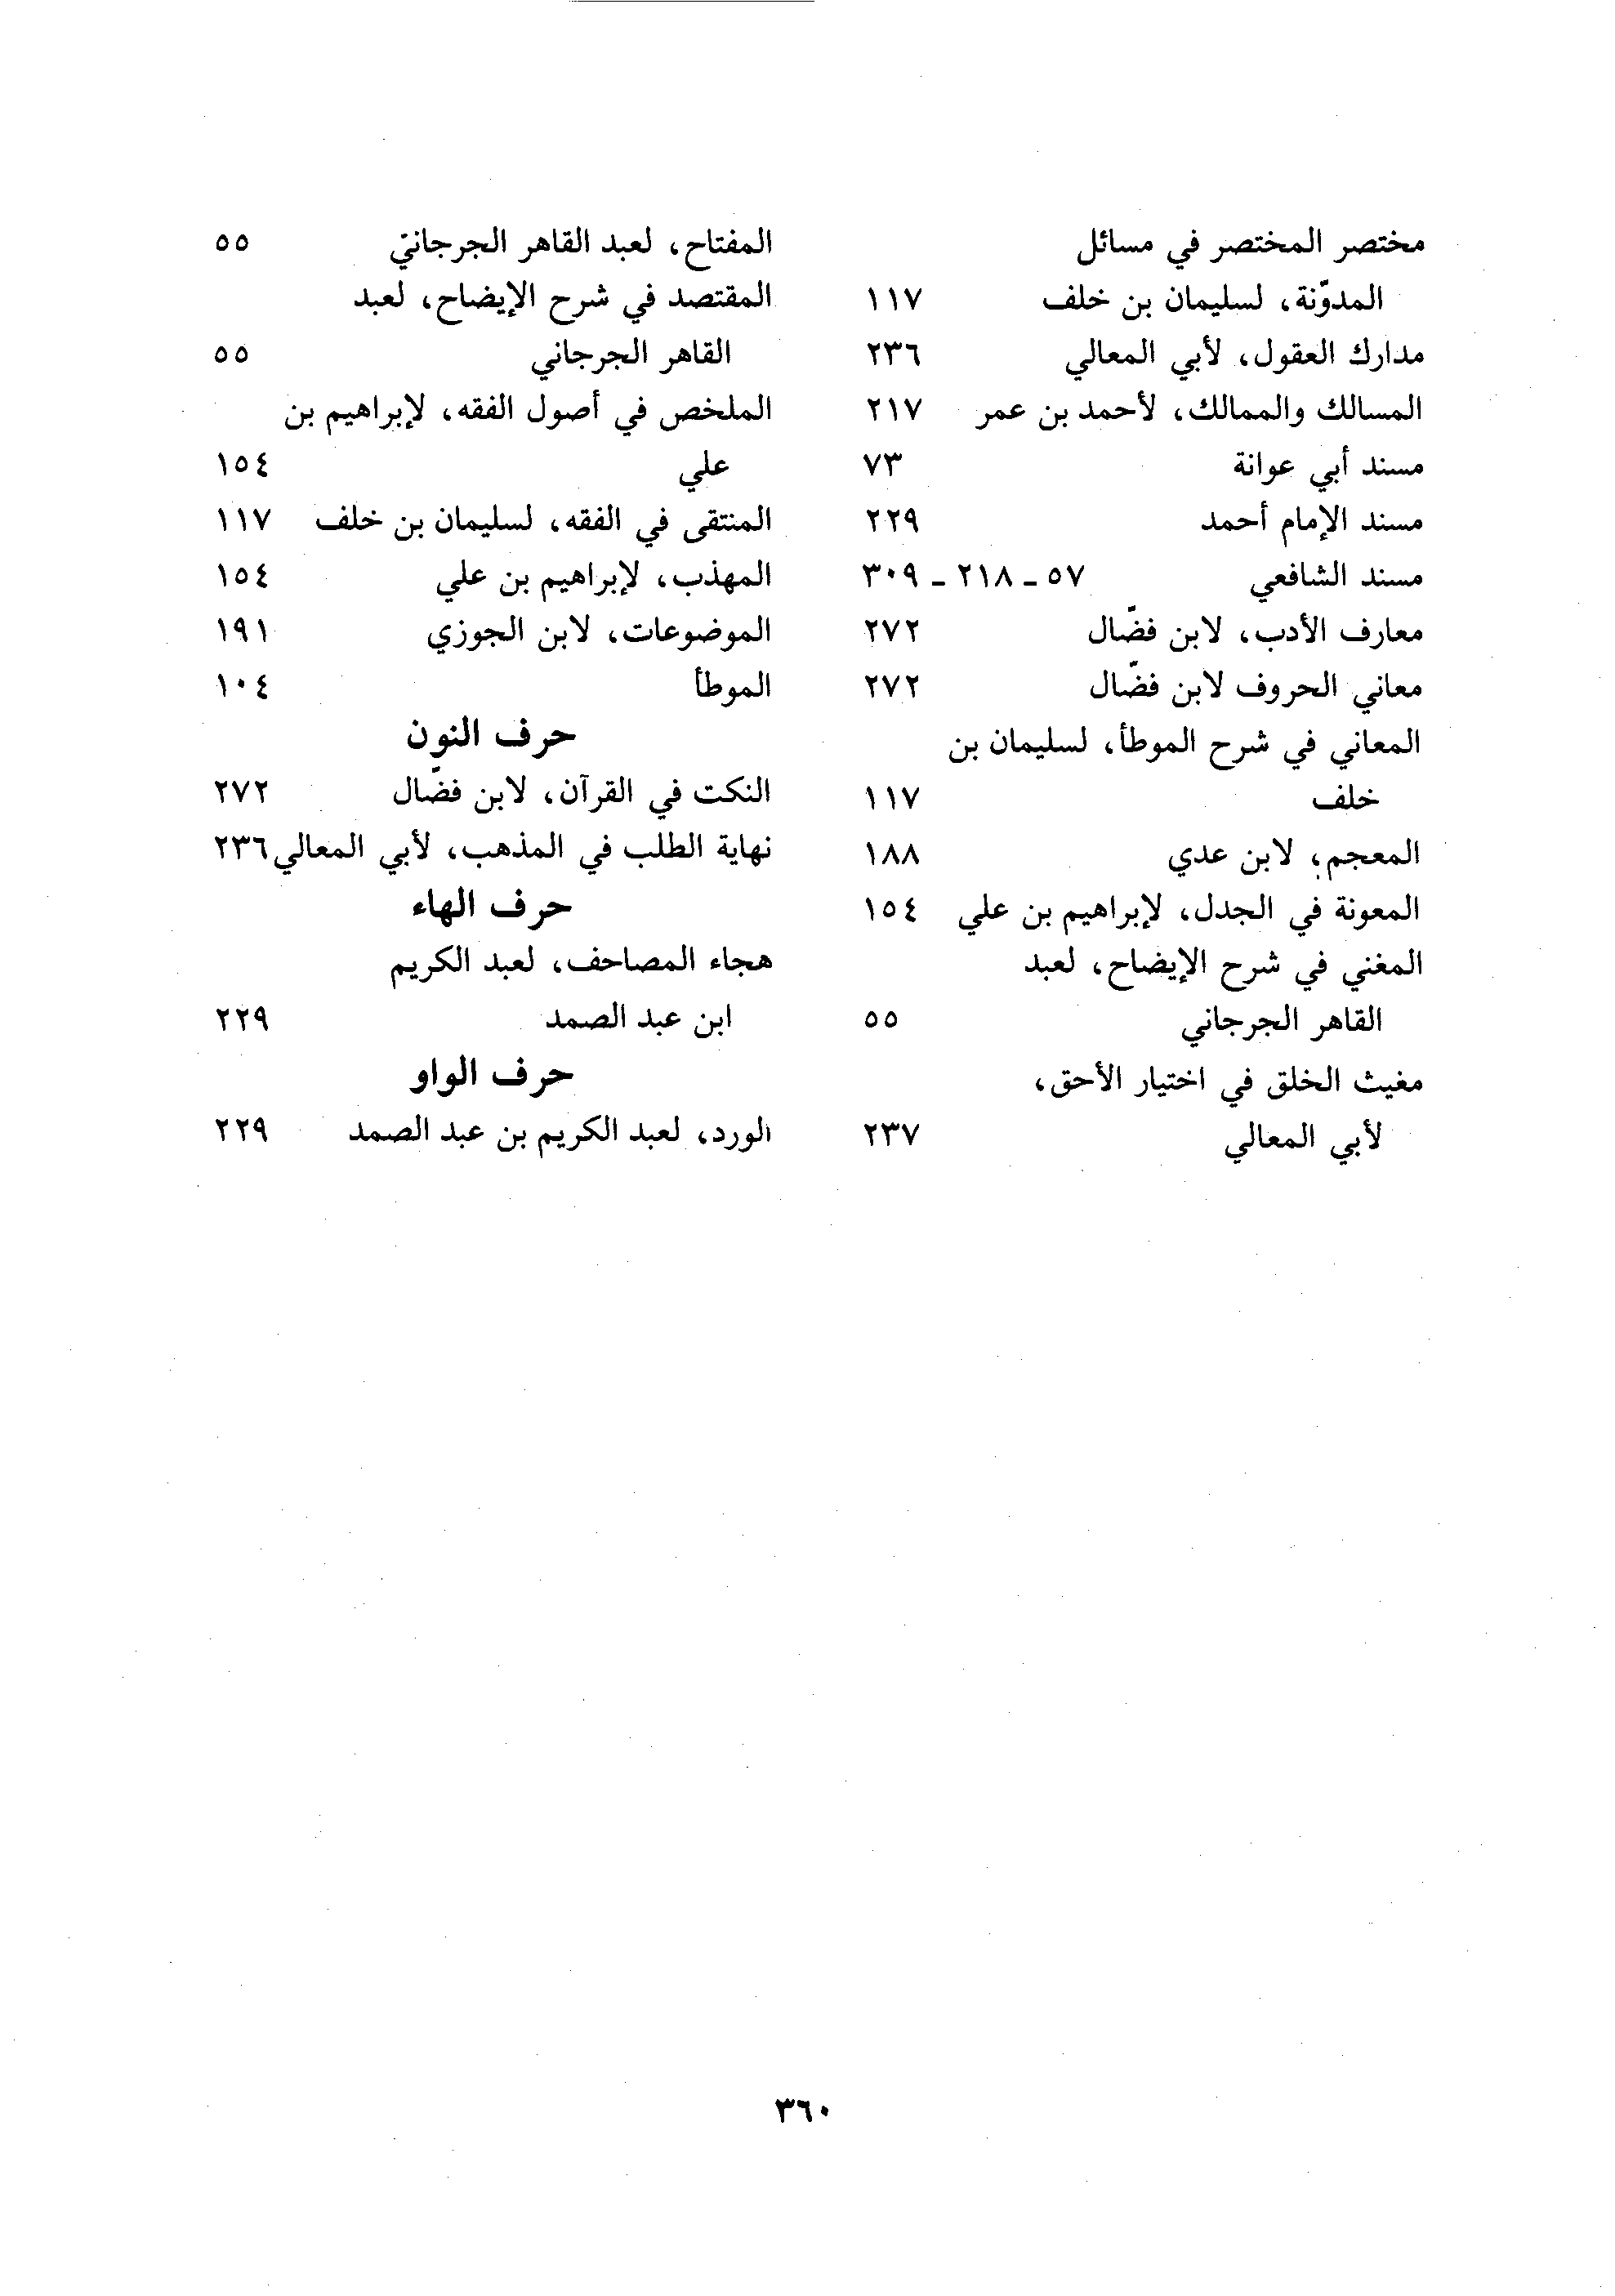 مختصر المختصر في مسائل
المدوّنة، لسليمان بن خلف ١١٧
مدارك العقول، لأبي المعالي ٢٣٦
المسالك والممالك، لأحمد بن عمر ٢١٧
مسند أبي عوانة ٧٣
مسند الإمام أحمد ٢٢٩
مسند الشافعي ٥٧ - ٢١٨ - ٣٠٩
معارف الأدب، لابن فضّال ٢٧٢
معاني الحروف لابن فضّال ٢٧٢
المعاني في شرح الموطأ، لسليمان بن
خلف ١١٧
المعجم، لابن عدي ١٨٨
المعونة في الجدل، لإبراهيم بن علي ١٥٤
المغني في شرح الإيضاح، لعبد
القاهر الجرجاني ٥٥
مغيث الخلق في اختيار الأحق،
لأبي المعالي ٢٣٧
المفتاح، لعبد القاهر الجرجانيّ ٥٥
المقتصد في شرح الإيضاح، لعبد
القاهر الجرجاني ٥٥
الملخص في أصول الفقه، لإبراهيم بن
علي ١٥٤
المنتقى في الفقه، لسليمان بن خلف ١١٧
المهذب، لإبراهيم بن علي ١٥٤
الموضوعات، لابن الجوزي ١٩١
الموطأ ١٠٤
حرف النون
النكت في القرآن، لابن فضّال ٢٧٢
نهاية الطلب في المذهب، لأبي المعالي ٢٣٦
حرف الهاء
هجاء المصاحف، لعبد الكريم
ابن عبد الصمد ٢٢٩
حرف الواو
الورد، لعبد الكريم بن عبد الصمد ٢٢٩
٣٦٠